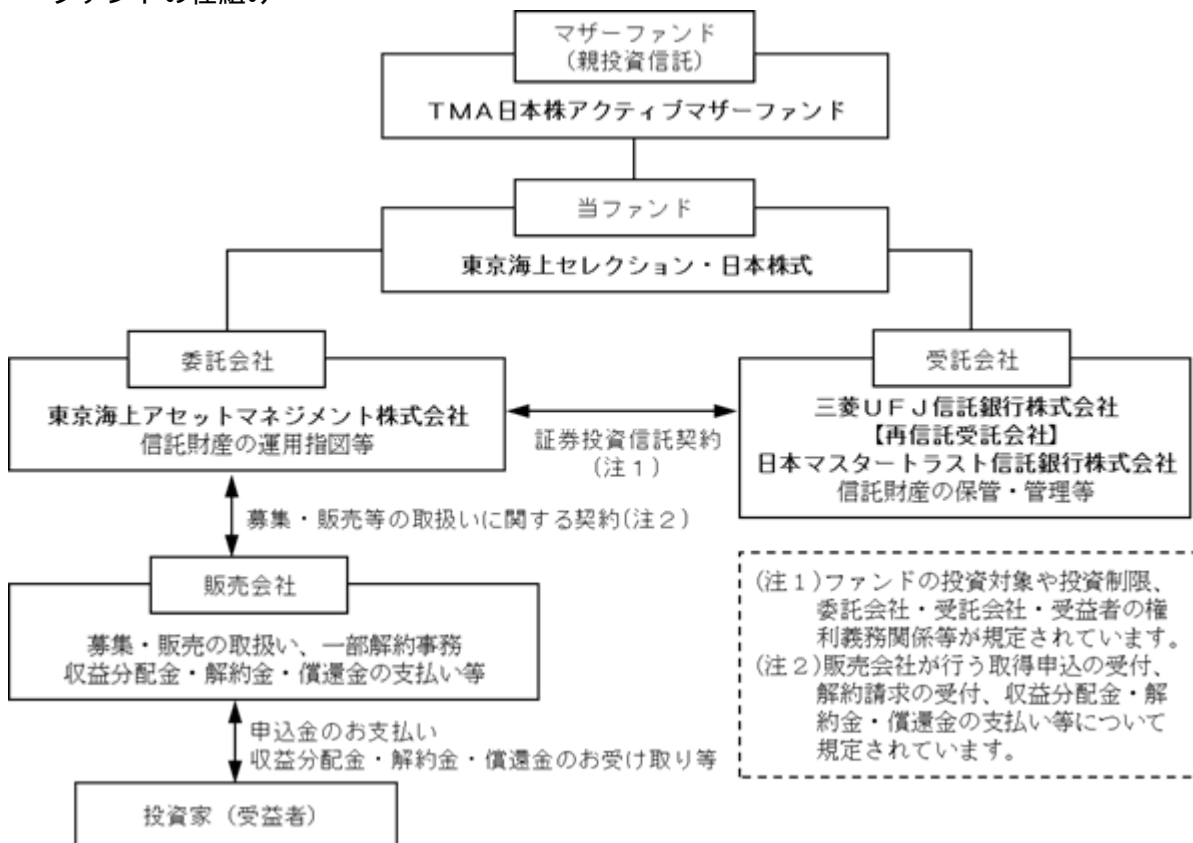 ファンドの仕組み
マザーファンド
(親投資信託)
ＴＭＡ日本株アクティブマザーファンド
当ファンド
東京海上セレクション・日本株式
委託会社
東京海上アセットマネジメント株式会社
信託財産の運用指図等
証券投資信託契約
(注１)
受託会社
三菱ＵＦＪ信託銀行株式会社
【再信託受託会社】
日本マスタートラスト信託銀行株式会社
信託財産の保管・管理等
募集・販売等の取扱いに関する契約(注２)
販売会社
募集・販売の取扱い、一部解約事務
収益分配金・解約金・償還金の支払い等
申込金のお支払い
収益分配金・解約金・償還金のお受け取り等
投資家（受益者）
(注１)ファンドの投資対象や投資制限、
委託会社・受託会社・受益者の権
利義務関係等が規定されています。
(注２)販売会社が行う取得申込の受付、
解約請求の受付、収益分配金・解
約金・償還金の支払い等について
規定されています。